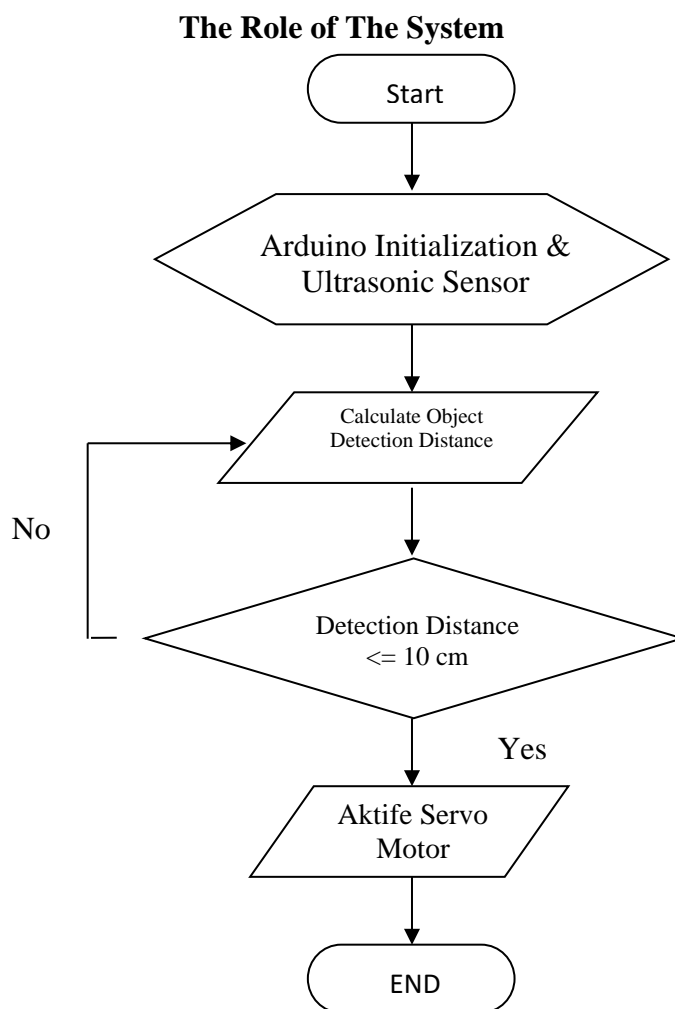 The Role of The System
Start
Arduino Initialization &
Ultrasonic Sensor
Calculate Object
Detection Distance
No
Detection Distance
<= 10 cm
Yes
Aktife Servo
Motor
END